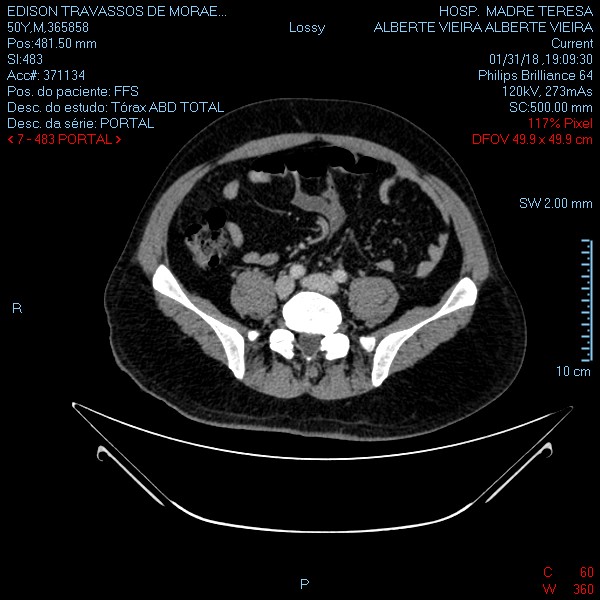 EDISON TRAVASSOS DE MORAE...
50Y,M,365858
Pos:481.50 mm
SI:483
Acc#: 371134
Pos. do paciente: FFS
Desc. do estudo: Tórax ABD TOTAL
Desc. da série: PORTAL
< 7 - 483 PORTAL >
Lossy
HOSP. MADRE TERESA
ALBERTE VIEIRA ALBERTE VIEIRA
Current
01/31/18 ,19:09:30
Philips Brilliance 64
120kV, 273mAs
SC:500.00 mm
117% Pixel
DFOV 49.9 x 49.9 cm
SW 2.00 mm
R
10 cm
P
C 60
W 360